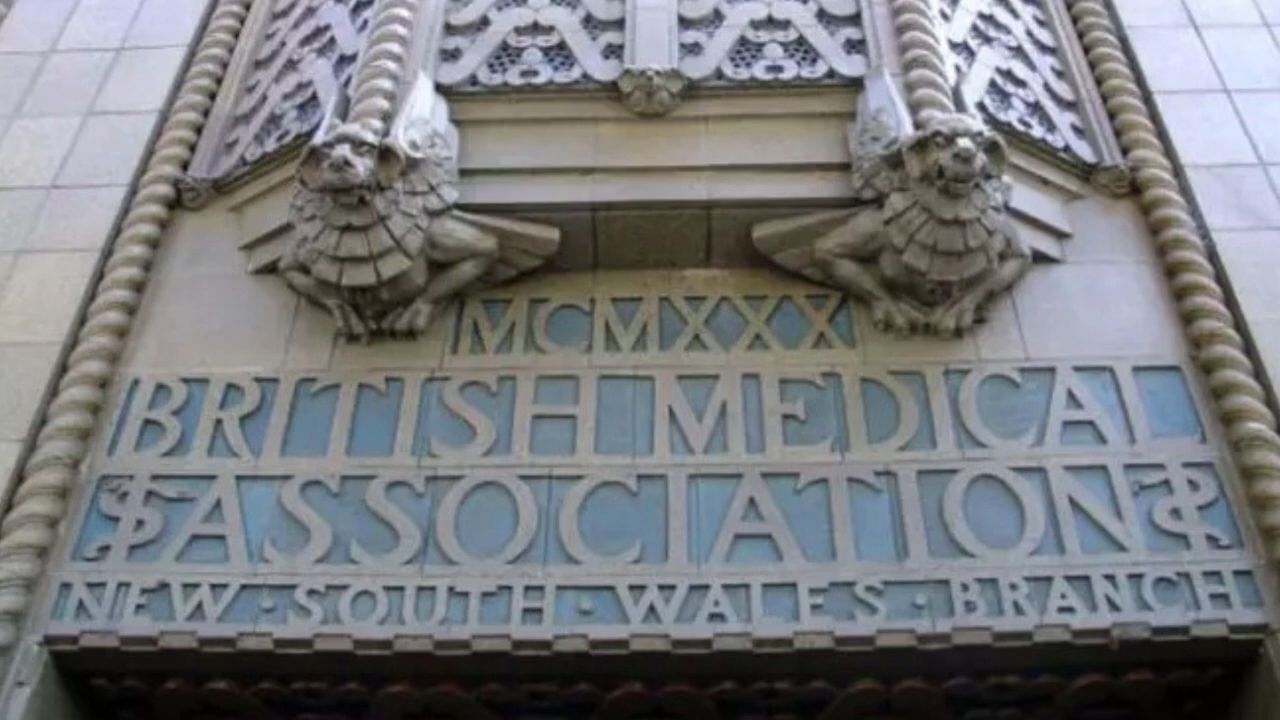 MCMXXX
BRITISH MEDICAL
ASSOCIATION
NEW · SOUTH · WALES · BRANCH